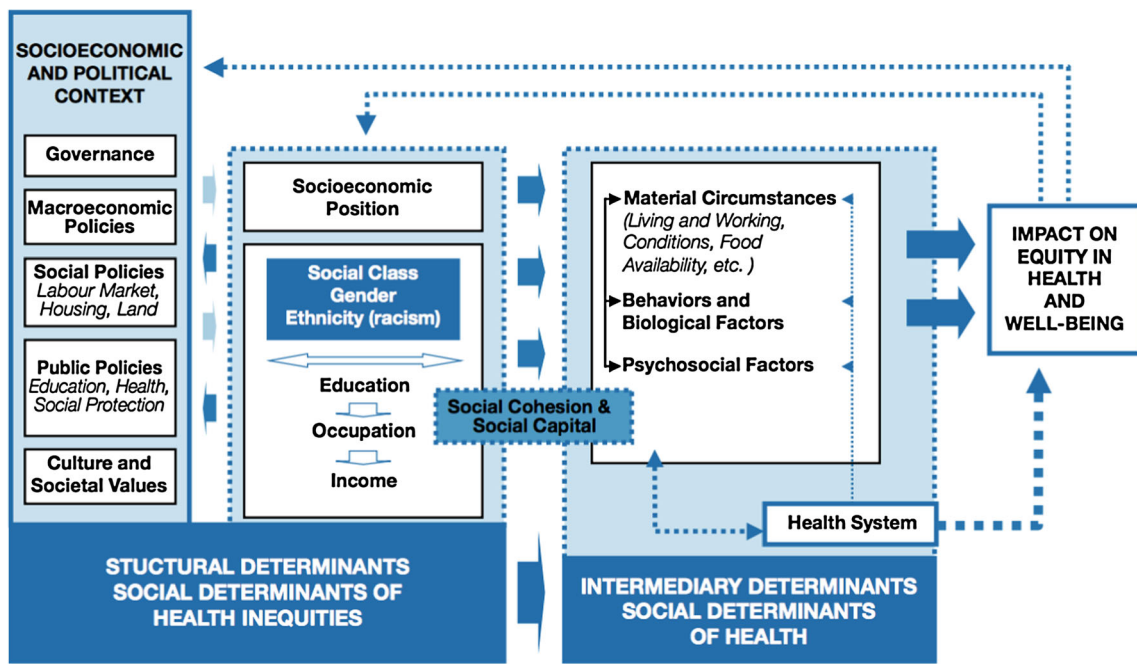 SOCIOECONOMIC
AND POLITICAL
CONTEXT
Governance
Macroeconomic
Policies
Social Policies
Labour Market,
Housing, Land
Public Policies
Education, Health,
Social Protection
Culture and
Societal Values
Socioeconomic
Position
Social Class
Gender
Ethnicity (racism)
Education
Occupation
Income
Social Cohesion &
Social Capital
Material Circumstances
(Living and Working,
Conditions, Food
Availability, etc. )
Behaviors and
Biological Factors
Psychosocial Factors
Health System
IMPACT ON
EQUITY IN
HEALTH
AND
WELL-BEING
STUCTURAL DETERMINANTS
SOCIAL DETERMINANTS OF
HEALTH INEQUITIES
INTERMEDIARY DETERMINANTS
SOCIAL DETERMINANTS
OF HEALTH